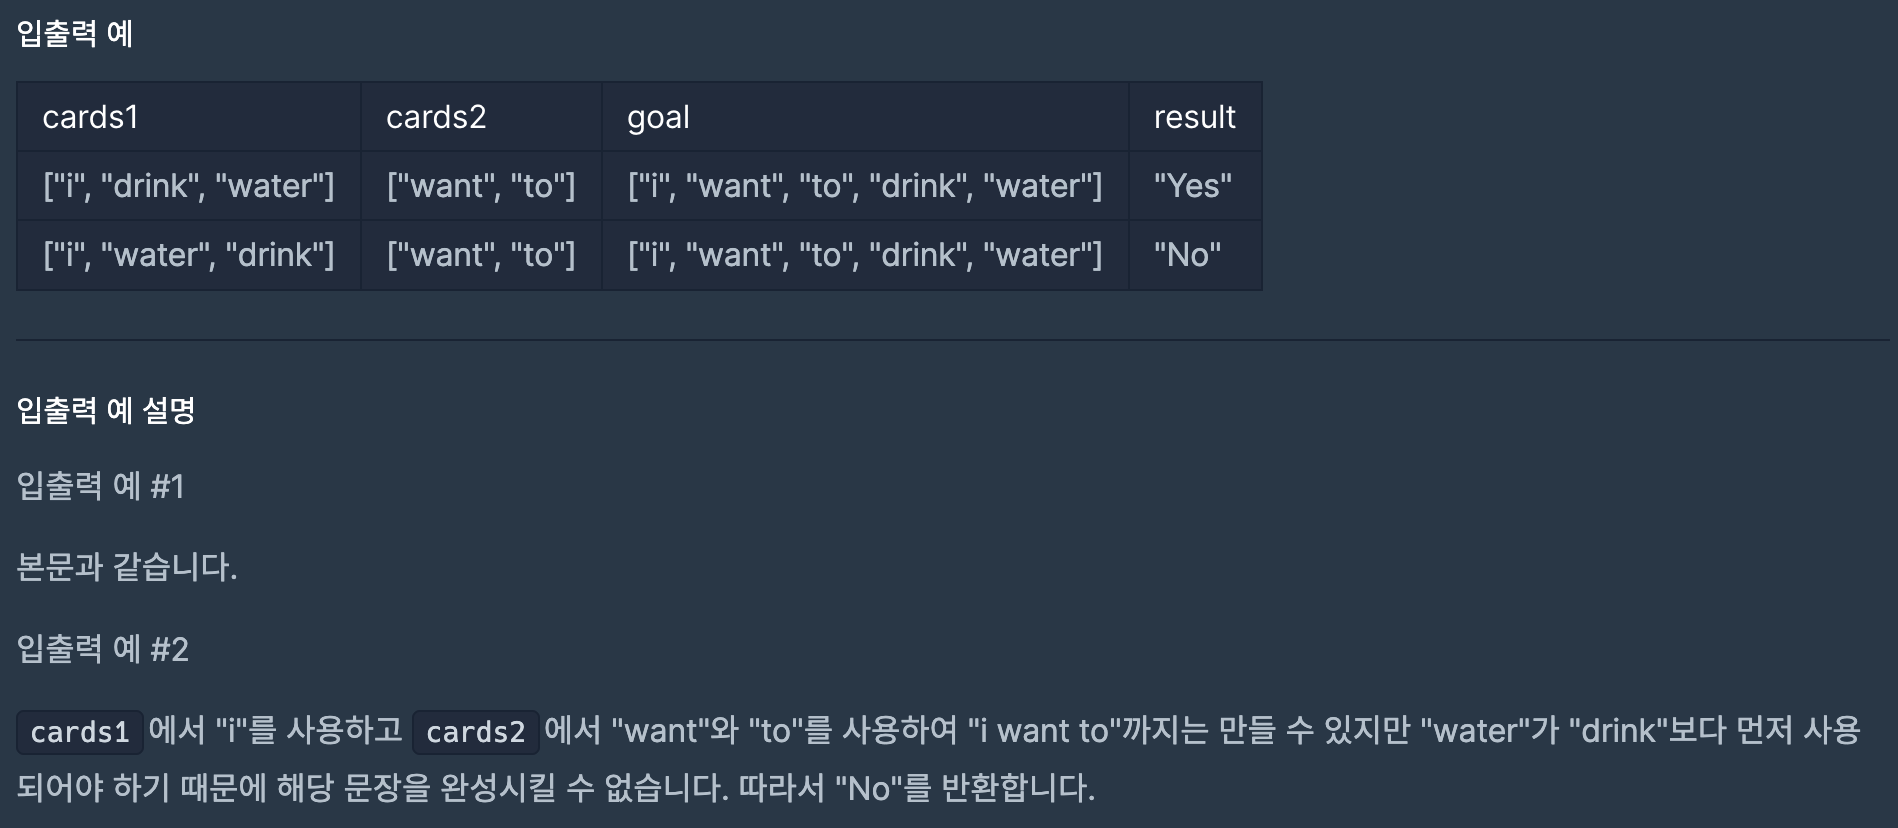 입출력 예
cards1 cards2 goal result
["i", "drink", "water"] ["want", "to"] ["i", "want", "to", "drink", "water"] "Yes"
["i", "water", "drink"] ["want", "to"] ["i", "want", "to", "drink", "water"] "No"
입출력 예 설명
입출력 예 #1
본문과 같습니다.
입출력 예 #2
cards1 에서 "i"를 사용하고 cards2 에서 "want"와 "to"를 사용하여 "i want to"까지는 만들 수 있지만 "water"가 "drink"보다 먼저 사용
되어야 하기 때문에 해당 문장을 완성시킬 수 없습니다. 따라서 "No"를 반환합니다.